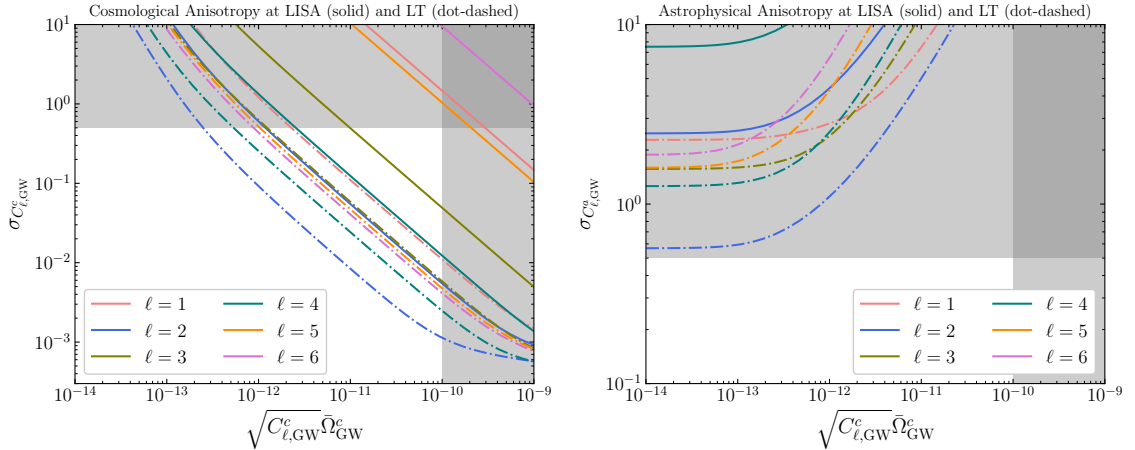 Cosmological Anisotropy at LISA (solid) and LT (dot-dashed)
10^1
10^0
10^−1
10^−2
10^−3
σ_{C^c_{ℓ,GW}}
ℓ = 1
ℓ = 2
ℓ = 3
ℓ = 4
ℓ = 5
ℓ = 6
10^−14 10^−13 10^−12 10^−11 10^−10 10^−9
√C^c_{ℓ,GW} Ω̄^c_GW
Astrophysical Anisotropy at LISA (solid) and LT (dot-dashed)
10^1
10^0
10^−1
σ_{C^a_{ℓ,GW}}
ℓ = 1
ℓ = 2
ℓ = 3
ℓ = 4
ℓ = 5
ℓ = 6
10^−14 10^−13 10^−12 10^−11 10^−10 10^−9
√C^c_{ℓ,GW} Ω̄^c_GW